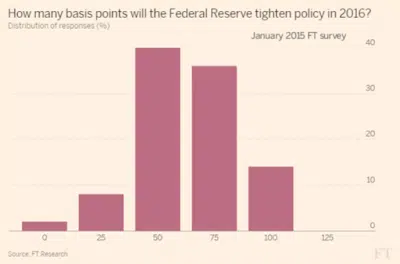 How many basis points will the Federal Reserve tighten policy in 2016?
Distribution of responses (%)
January 2015 FT survey
40
30
20
10
0
0 25 50 75 100 125
Source: FT Research
FT